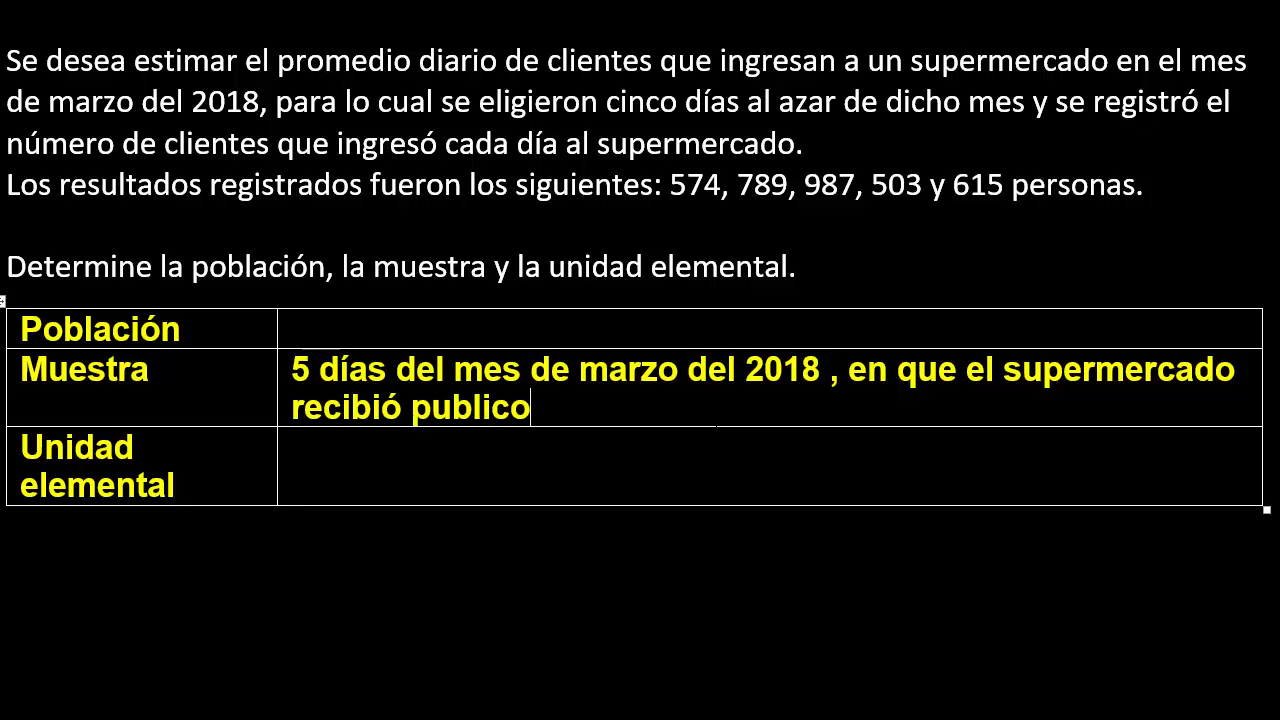 Se desea estimar el promedio diario de clientes que ingresan a un supermercado en el mes
de marzo del 2018, para lo cual se eligieron cinco días al azar de dicho mes y se registró el
número de clientes que ingresó cada día al supermercado.
Los resultados registrados fueron los siguientes: 574, 789, 987, 503 y 615 personas.
Determine la población, la muestra y la unidad elemental.
Población
Muestra 5 días del mes de marzo del 2018 , en que el supermercado
recibió publico
Unidad
elemental